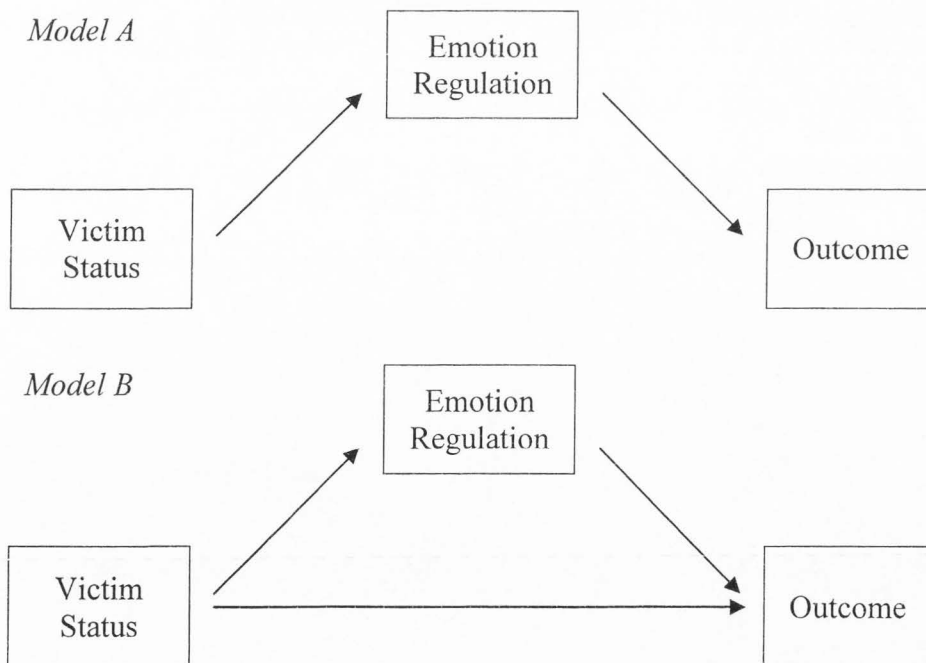 Model A
Emotion
Regulation
Victim
Status
Outcome
Model B
Emotion
Regulation
Victim
Status
Outcome